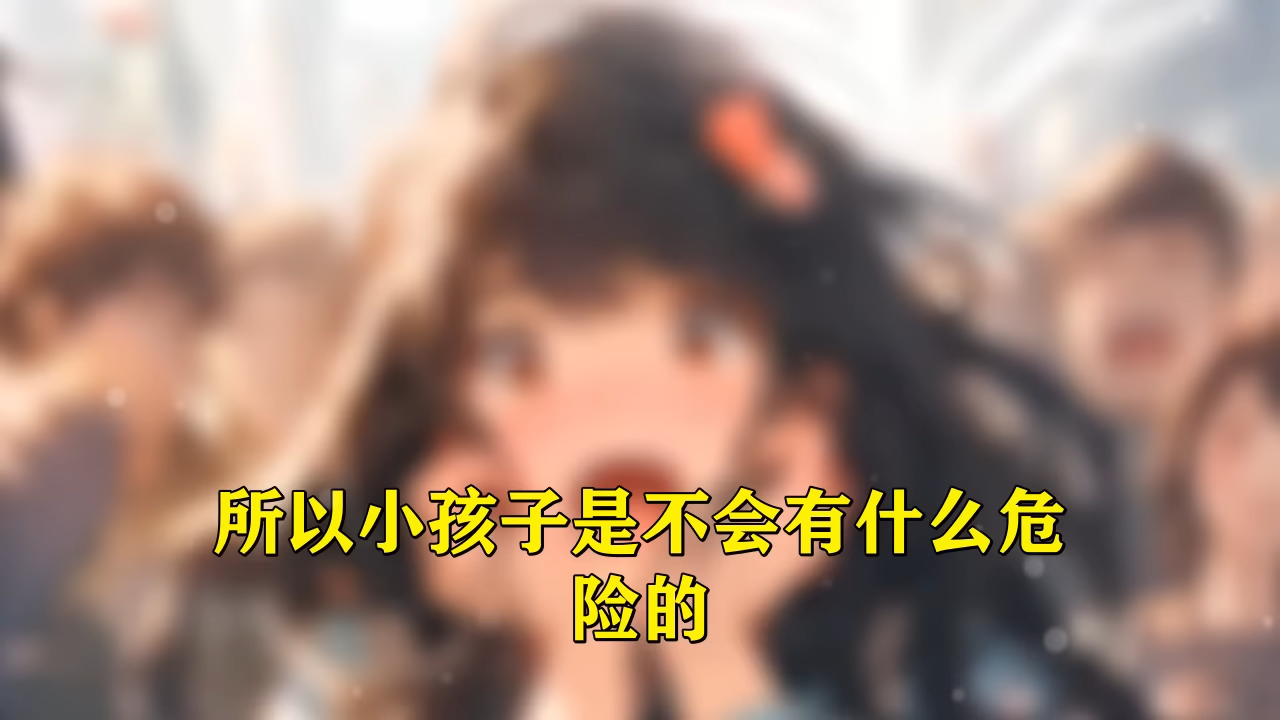 所以小孩子是不会有什么危
险的